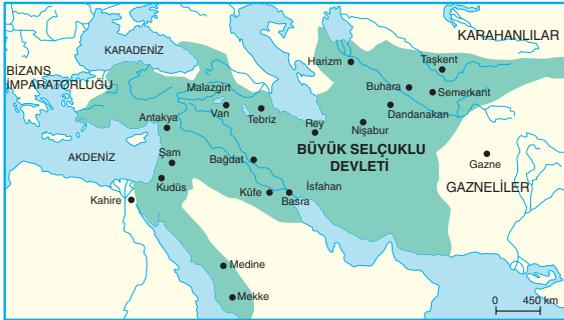 KARADENİZ
KARAHANLILAR
BİZANS
İMPARATORLUĞU
Harizm
Taşkent
Malazgirt
Buhara
Semerkant
Van
Tebriz
Dandanakan
Antakya
Rey
Nişabur
AKDENİZ
Şam
Bağdat
BÜYÜK SELÇUKLU
DEVLETİ
Gazne
Kudüs
Kûfe
İsfahan
GAZNELİLER
Kahire
Basra
Medine
Mekke
0 450 km